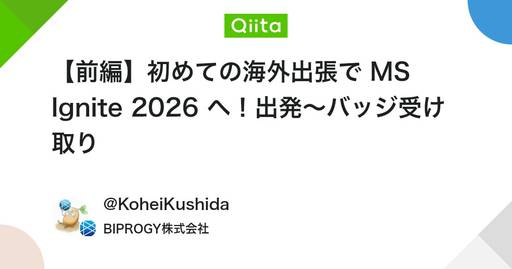 Qiita
【前編】初めての海外出張で MS
Ignite 2026 へ！出発〜バッジ受け
取り
@KoheiKushida
BIPROGY株式会社